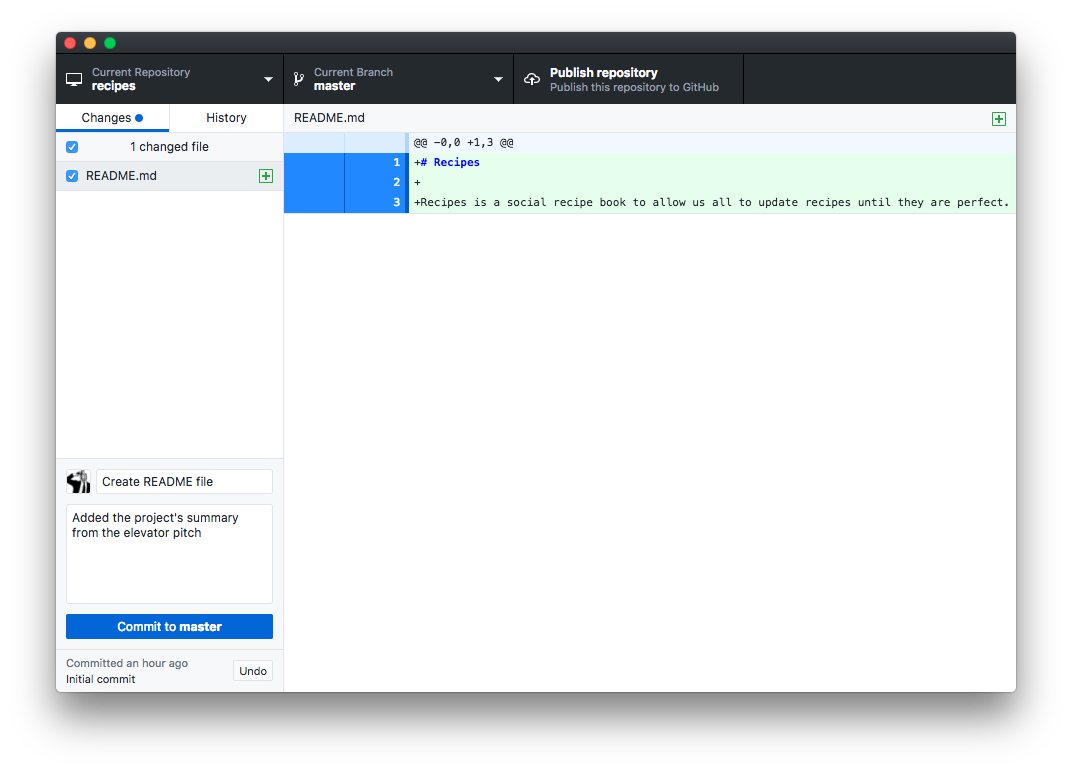 Current Repository
recipes
Current Branch
master
Publish repository
Publish this repository to GitHub
Changes
History
README.md
1 changed file
README.md
@@ -0,0 +1,3 @@
1 +# Recipes
2 +
3 +Recipes is a social recipe book to allow us all to update recipes until they are perfect.
Create README file
Added the project's summary
from the elevator pitch
Commit to master
Committed an hour ago
Initial commit
Undo